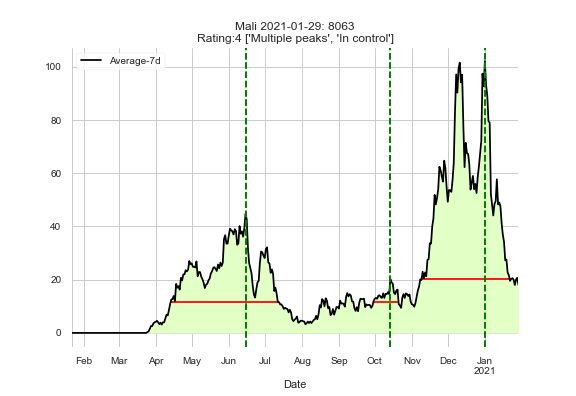 Mali 2021-01-29: 8063
Rating:4 ['Multiple peaks', 'In control']
Average-7d
100
80
60
40
20
0
Feb Mar Apr May Jun Jul Aug Sep Oct Nov Dec Jan
2021
Date